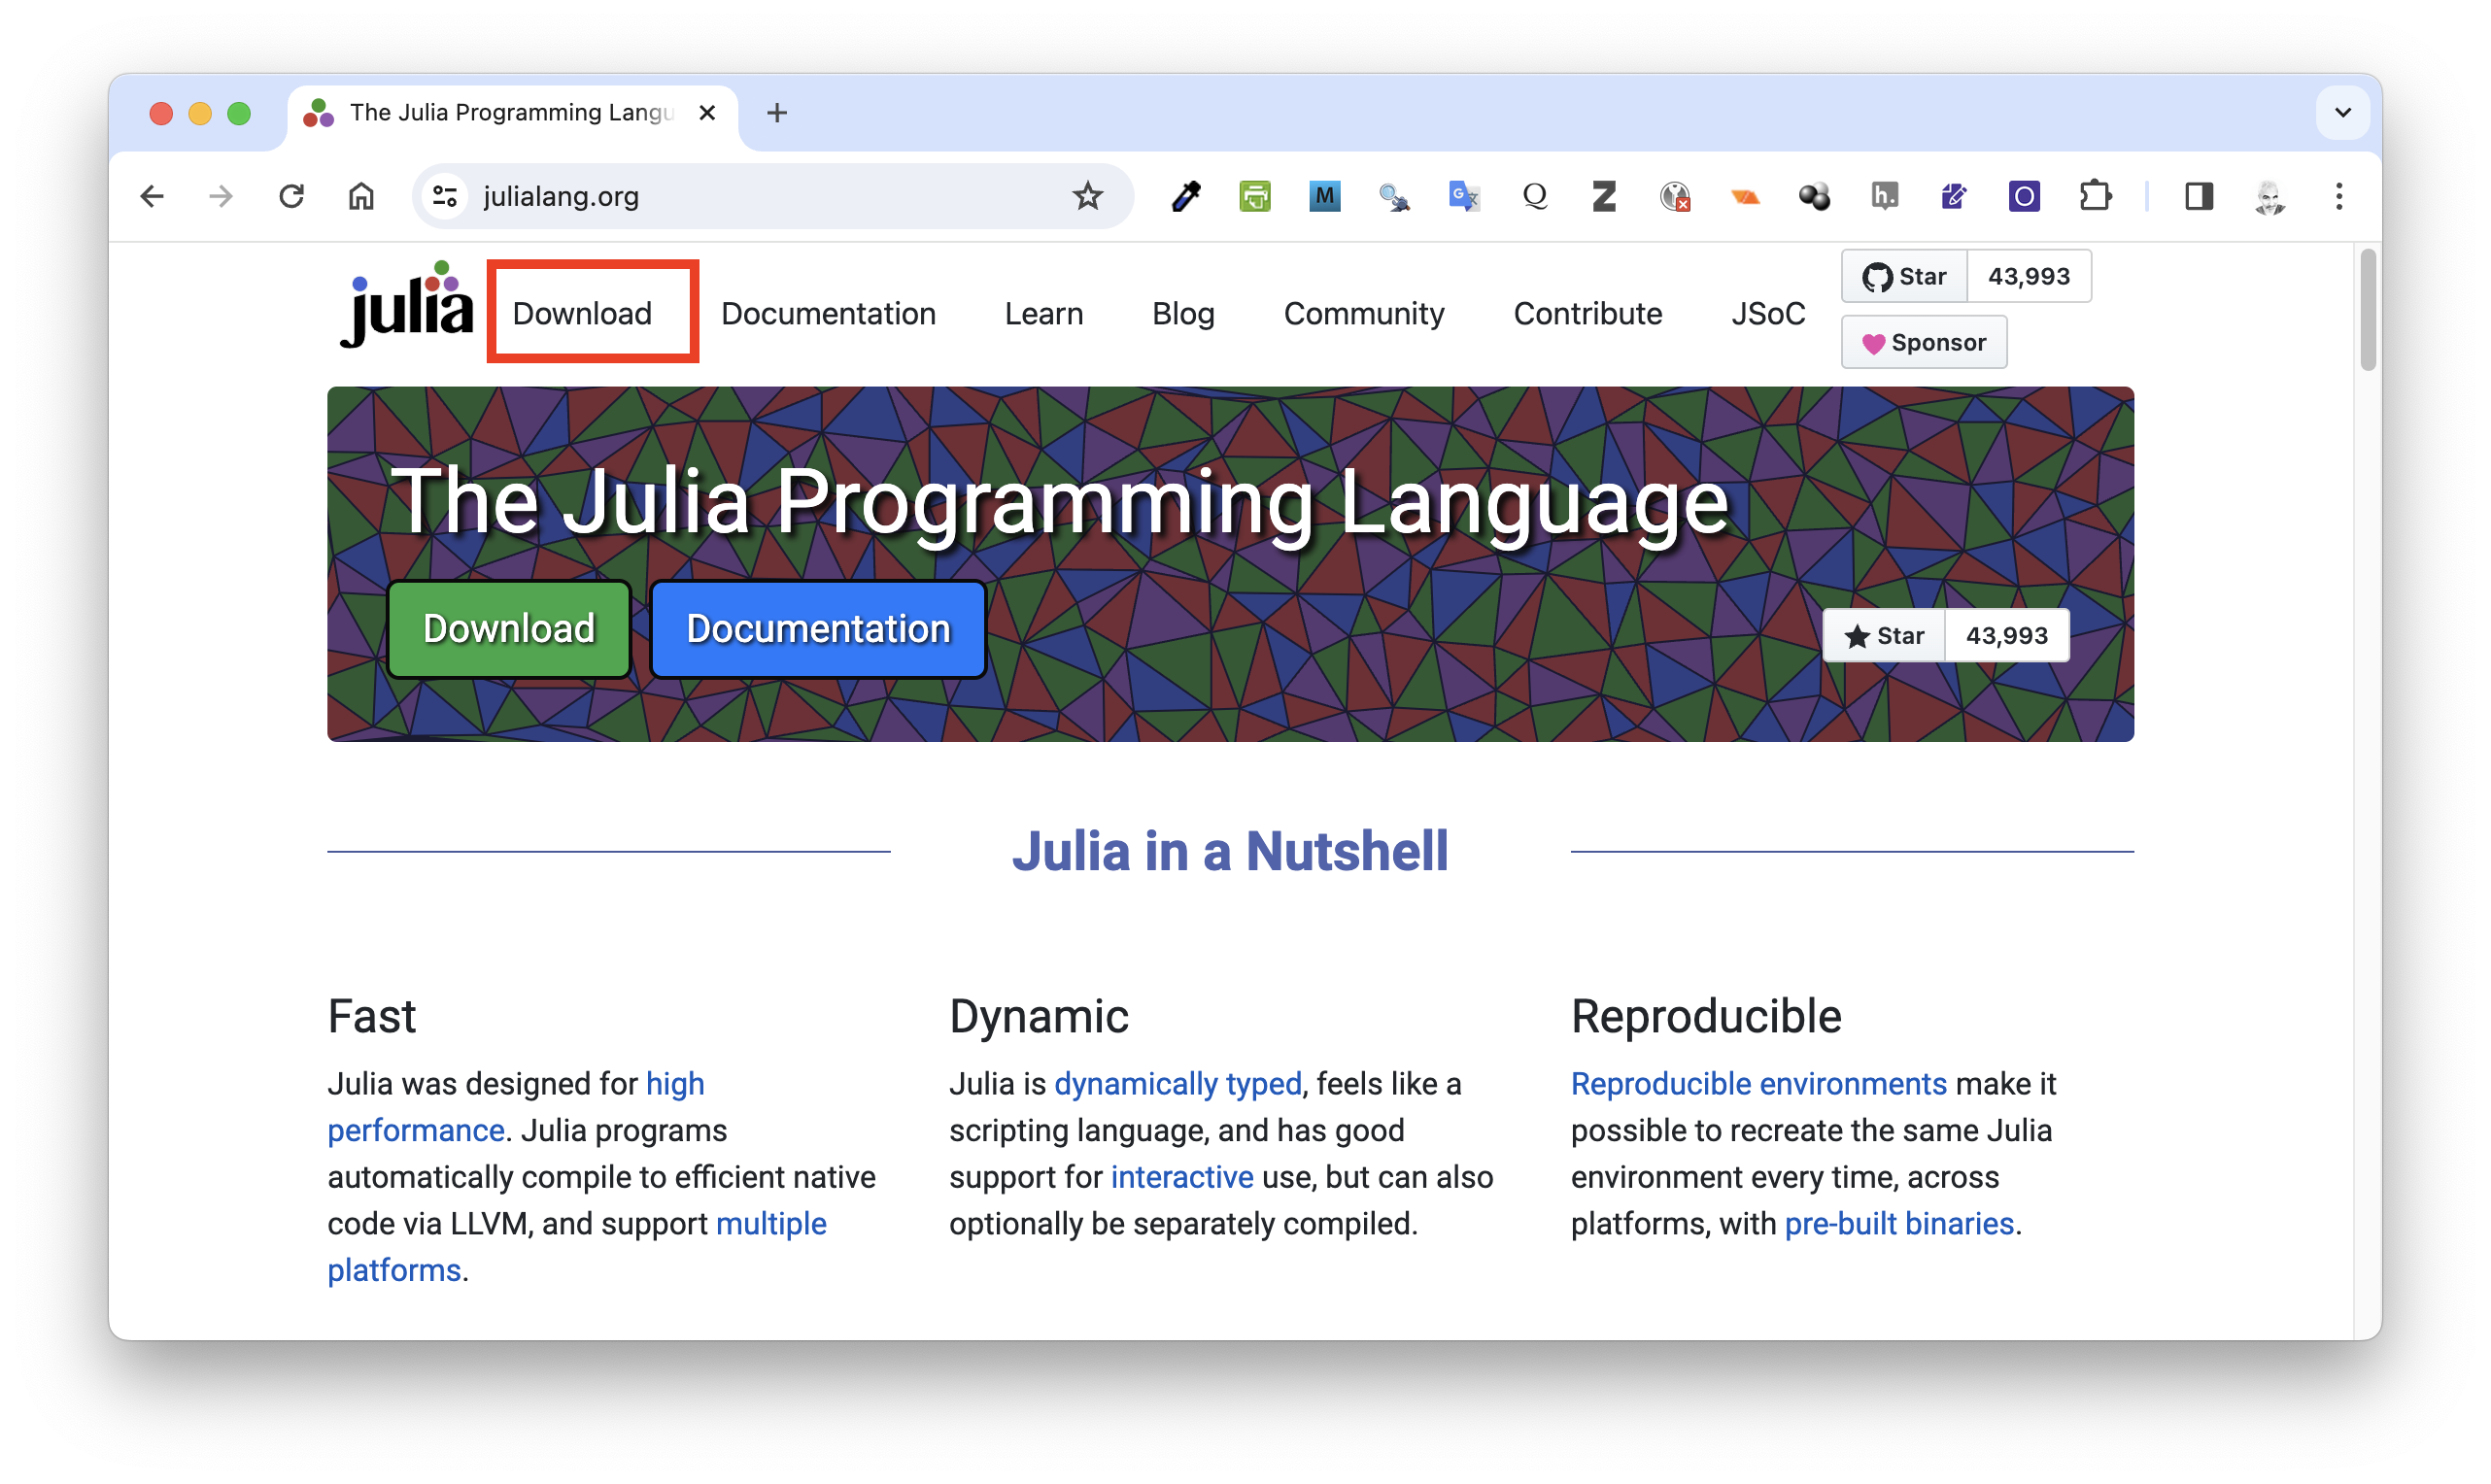 The Julia Programming Langu
julialang.org
M
G
Q
Z
h.
O
julia
Download
Documentation
Learn
Blog
Community
Contribute
JSoC
Star
43,993
Sponsor
The Julia Programming Language
Download
Documentation
Star
43,993
Julia in a Nutshell
Fast
Julia was designed for high
performance. Julia programs
automatically compile to efficient native
code via LLVM, and support multiple
platforms.
Dynamic
Julia is dynamically typed, feels like a
scripting language, and has good
support for interactive use, but can also
optionally be separately compiled.
Reproducible
Reproducible environments make it
possible to recreate the same Julia
environment every time, across
platforms, with pre-built binaries.